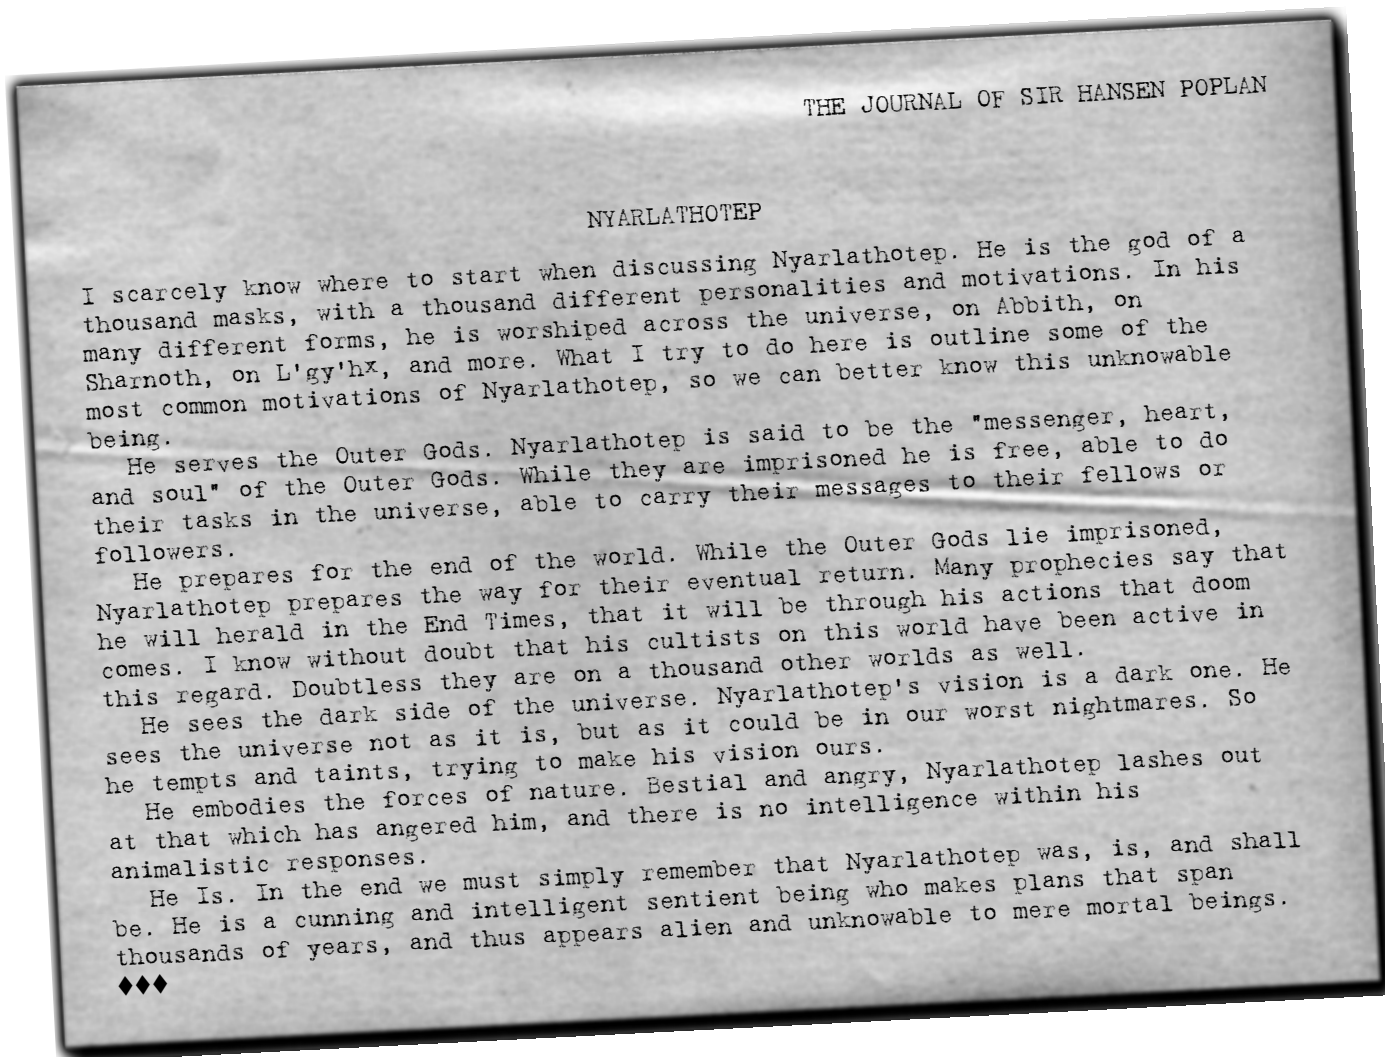 THE JOURNAL OF SIR HANSEN POPLAN
NYARLATHOTEP
I scarcely know where to start when discussing Nyarlathotep. He is the god of a
thousand masks, with a thousand different personalities and motivations. In his
many different forms, he is worshiped across the universe, on Abbith, on
Sharnoth, on L'gy'hx, and more. What I try to do here is outline some of the
most common motivations of Nyarlathotep, so we can better know this unknowable
being.
He serves the Outer Gods. Nyarlathotep is said to be the "messenger, heart,
and soul" of the Outer Gods. While they are imprisoned he is free, able to do
their tasks in the universe, able to carry their messages to their fellows or
followers.
He prepares for the end of the world. While the Outer Gods lie imprisoned,
Nyarlathotep prepares the way for their eventual return. Many prophecies say that
he will herald in the End Times, that it will be through his actions that doom
comes. I know without doubt that his cultists on this world have been active in
this regard. Doubtless they are on a thousand other worlds as well.
He sees the dark side of the universe. Nyarlathotep's vision is a dark one. He
sees the universe not as it is, but as it could be in our worst nightmares. So
he tempts and taints, trying to make his vision ours.
He embodies the forces of nature. Bestial and angry, Nyarlathotep lashes out
at that which has angered him, and there is no intelligence within his
animalistic responses.
He Is. In the end we must simply remember that Nyarlathotep was, is, and shall
be. He is a cunning and intelligent sentient being who makes plans that span
thousands of years, and thus appears alien and unknowable to mere mortal beings.
♦♦♦